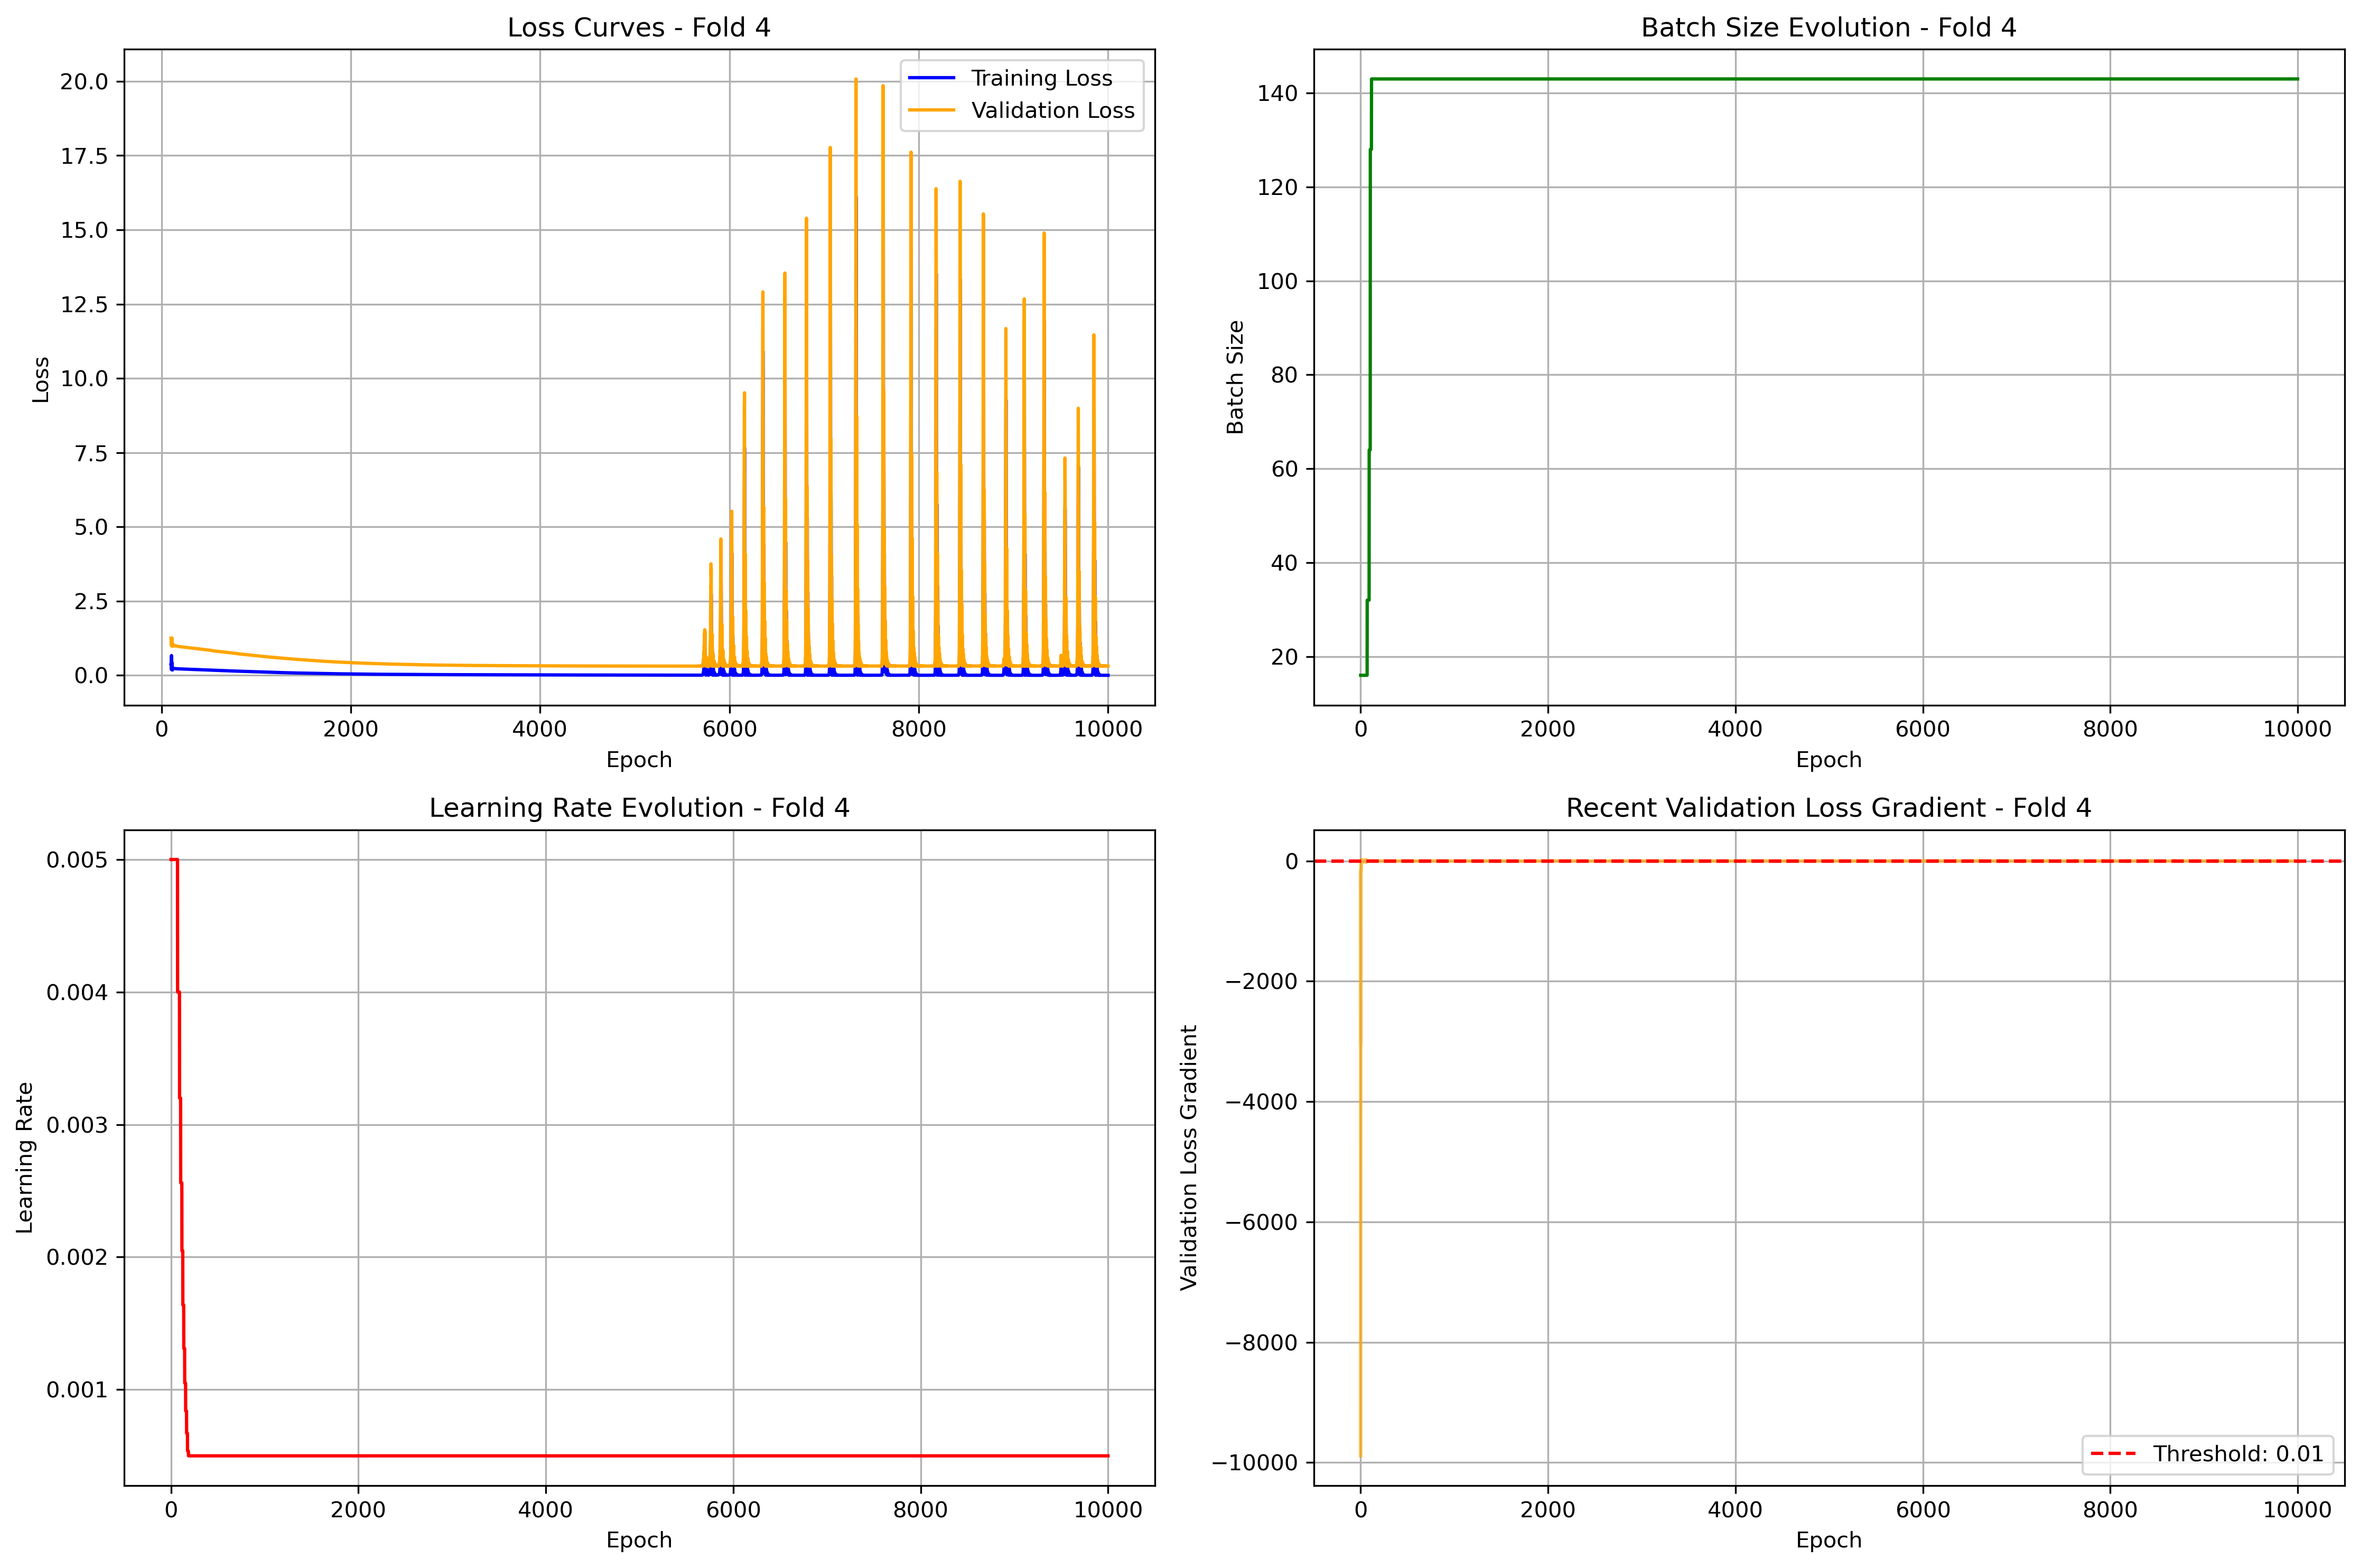 Loss Curves - Fold 4
Training Loss
Validation Loss
20.0
17.5
15.0
12.5
10.0
7.5
5.0
2.5
0.0
Loss
0 2000 4000 6000 8000 10000
Epoch
Batch Size Evolution - Fold 4
140
120
100
80
60
40
20
Batch Size
0 2000 4000 6000 8000 10000
Epoch
Learning Rate Evolution - Fold 4
0.005
0.004
0.003
0.002
0.001
Learning Rate
0 2000 4000 6000 8000 10000
Epoch
Recent Validation Loss Gradient - Fold 4
0
−2000
−4000
−6000
−8000
−10000
Validation Loss Gradient
Threshold: 0.01
0 2000 4000 6000 8000 10000
Epoch